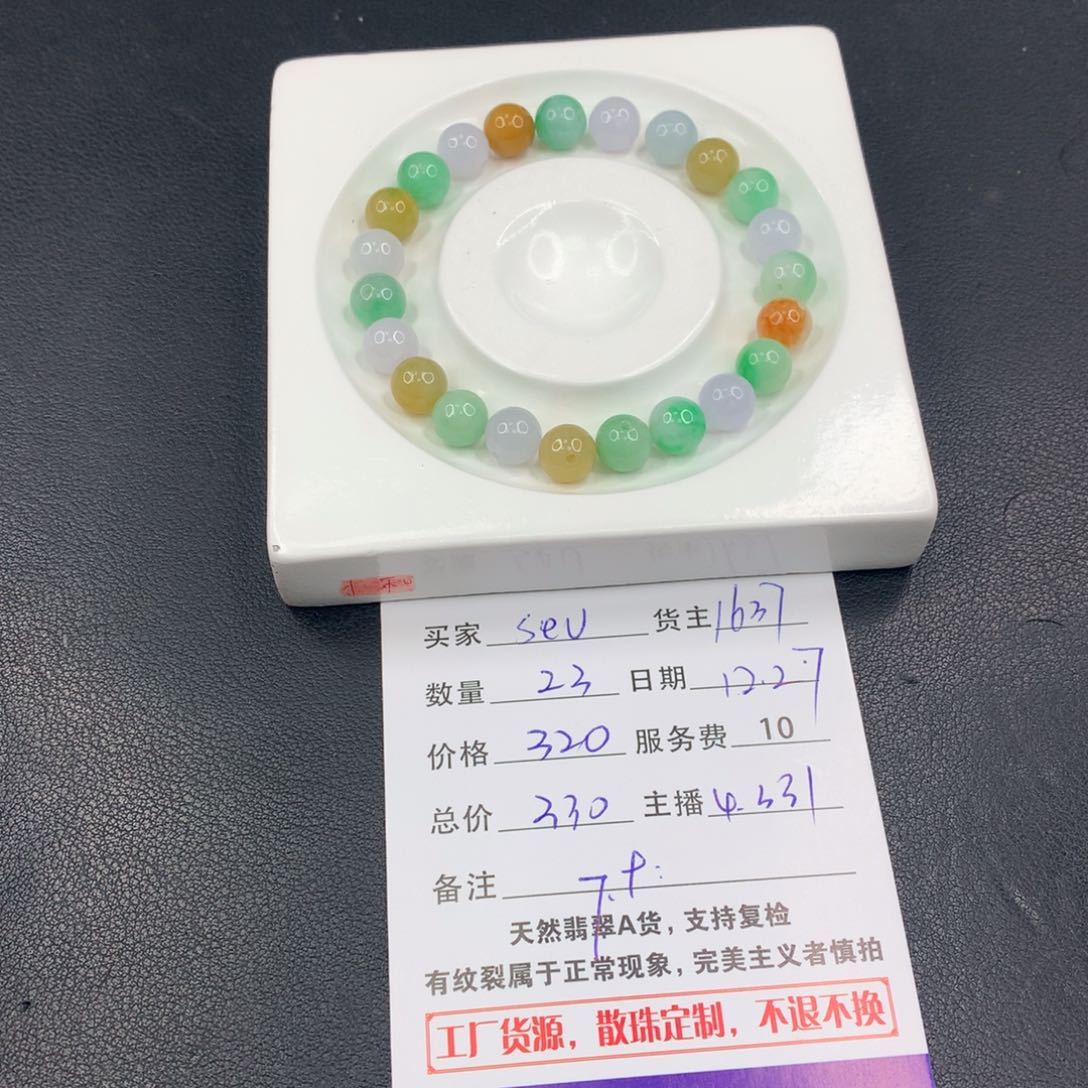 买家 seu 货主 1637
数量 23 日期 12.27
价格 320 服务费 10
总价 330 主播 4.331
备注
天然翡翠A货，支持复检
有纹裂属于正常现象，完美主义者慎拍
工厂货源，散珠定制，不退不换